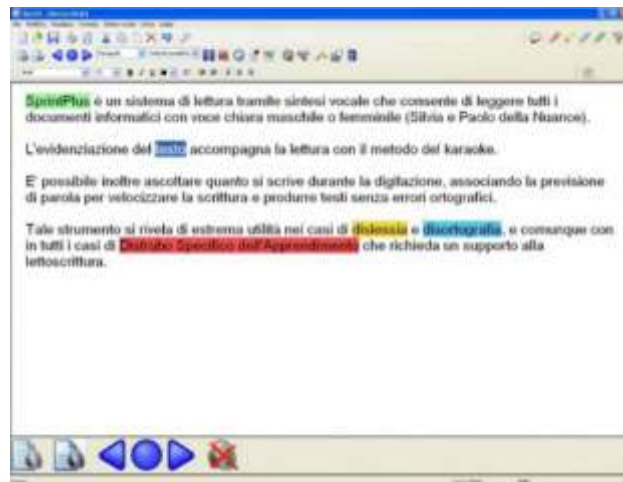 SprintPlus è un sistema di lettura tramite sintesi vocale che consente di leggere tutti i
documenti informatici con voce chiara maschile o femminile (Silvia e Paolo della Nuance).
L'evidenziazione del testo accompagna la lettura con il metodo del karaoke.
E' possibile inoltre ascoltare quanto si scrive durante la digitazione, associando la previsione
di parola per velocizzare la scrittura e produrre testi senza errori ortografici.
Tale strumento si rivela di estrema utilità nei casi di dislessia e disortografia, e comunque con
in tutti i casi di Distrubo Specifico dell'Apprendimento che richieda un supporto alla
lettoscrittura.